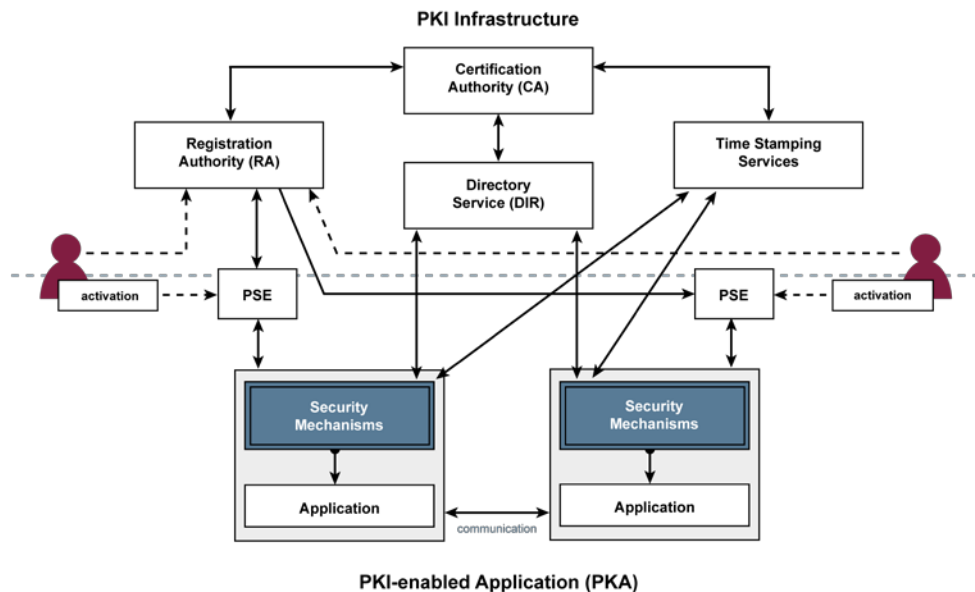 PKI Infrastructure
Certification
Authority (CA)
Registration
Authority (RA)
Time Stamping
Services
Directory
Service (DIR)
activation
PSE
PSE
activation
Security
Mechanisms
Security
Mechanisms
Application
Application
communication
PKI-enabled Application (PKA)